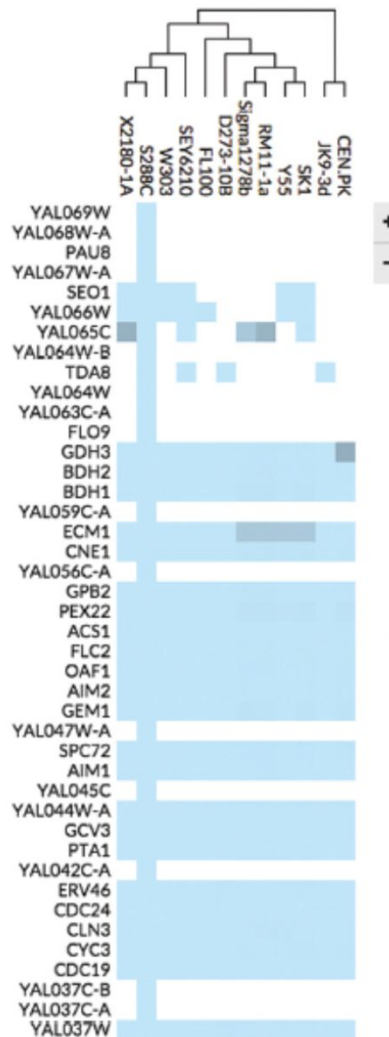 X2180-1A
S288C
W303
SEY6210
FL100
D273-10B
Sigma1278b
RM11-1a
Y55
SK1
JK9-3d
CEN.PK
YAL069W
YAL068W-A
PAU8
YAL067W-A
SEO1
YAL066W
YAL065C
YAL064W-B
TDA8
YAL064W
YAL063C-A
FLO9
GDH3
BDH2
BDH1
YAL059C-A
ECM1
CNE1
YAL056C-A
GPB2
PEX22
ACS1
FLC2
OAF1
AIM2
GEM1
YAL047W-A
SPC72
AIM1
YAL045C
YAL044W-A
GCV3
PTA1
YAL042C-A
ERV46
CDC24
CLN3
CYC3
CDC19
YAL037C-B
YAL037C-A
YAL037W
+
−